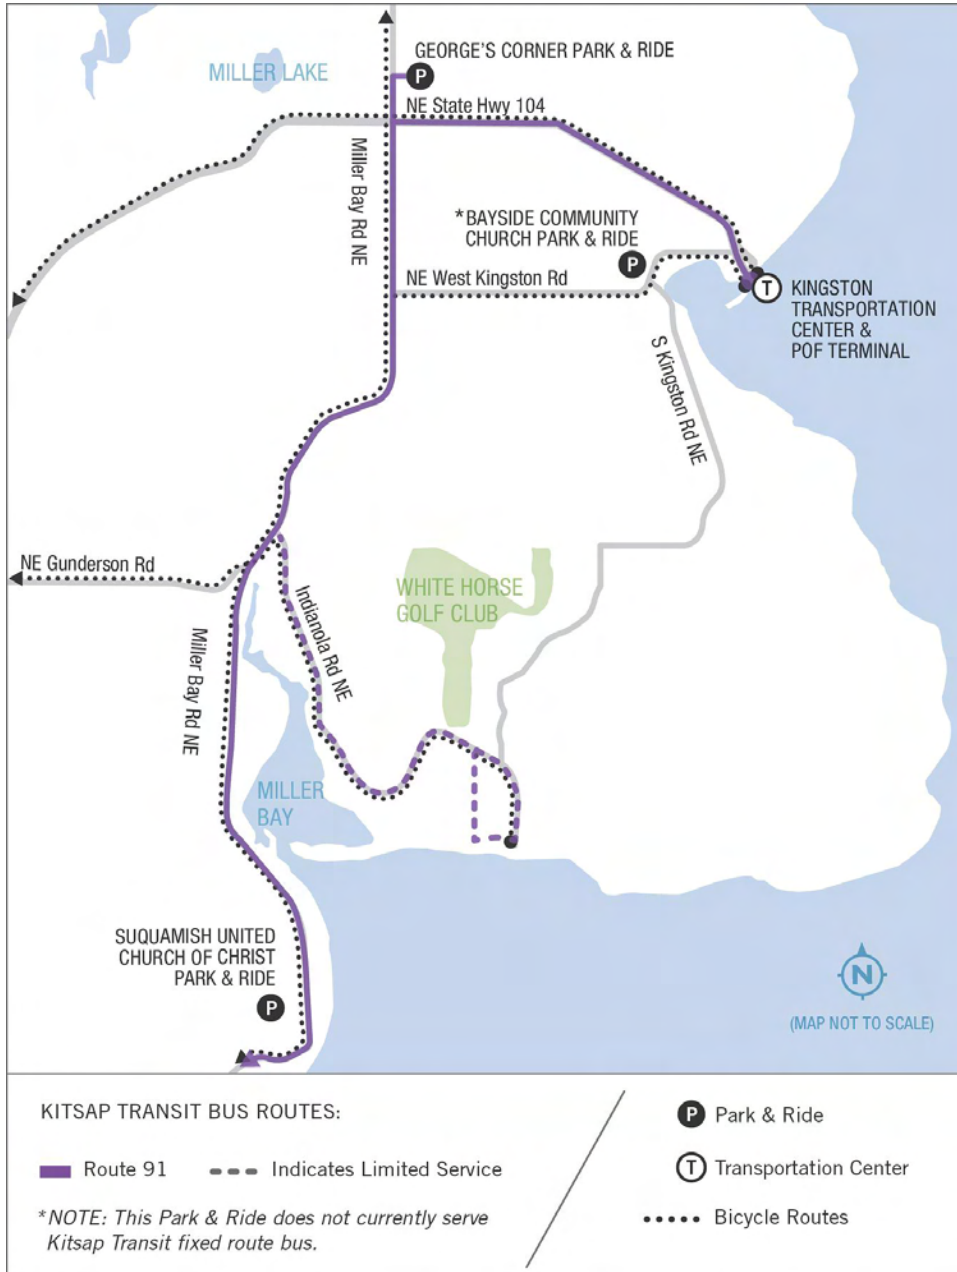 GEORGE'S CORNER PARK & RIDE
P
MILLER LAKE
NE State Hwy 104
Miller Bay Rd NE
*BAYSIDE COMMUNITY
CHURCH PARK & RIDE
P
NE West Kingston Rd
T
KINGSTON
TRANSPORTATION
CENTER &
POF TERMINAL
S Kingston Rd NE
NE Gunderson Rd
Indianola Rd NE
WHITE HORSE
GOLF CLUB
Miller Bay Rd NE
MILLER
BAY
SUQUAMISH UNITED
CHURCH OF CHRIST
PARK & RIDE
P
N
(MAP NOT TO SCALE)
KITSAP TRANSIT BUS ROUTES:
Route 91
Indicates Limited Service
*NOTE: This Park & Ride does not currently serve
Kitsap Transit fixed route bus.
P Park & Ride
T Transportation Center
Bicycle Routes